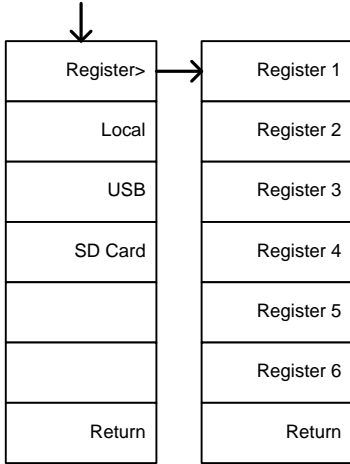 Register>
Local
USB
SD Card
Return
Register 1
Register 2
Register 3
Register 4
Register 5
Register 6
Return